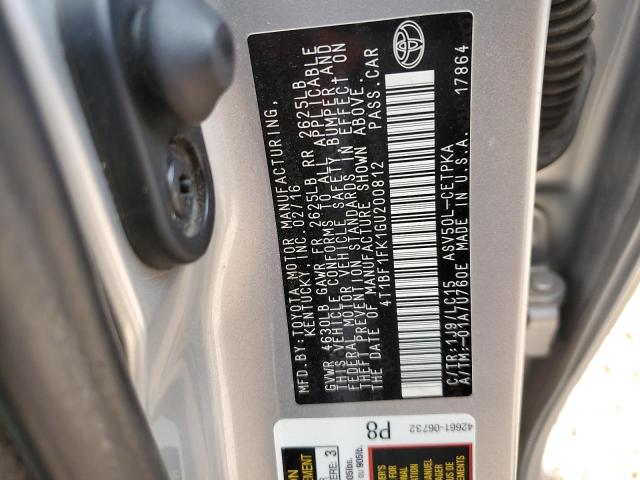 MFD.BY: TOYOTA MOTOR MANUFACTURING,
KENTUCKY, INC. 02/16
GVWR 4630LB GAWR FR 2625LB RR 2625LB
THIS VEHICLE CONFORMS TO ALL APPLICABLE
FEDERAL MOTOR VEHICLE SAFETY, BUMPER, AND
THEFT PREVENTION STANDARDS IN EFFECT ON
THE DATE OF MANUFACTURE SHOWN ABOVE.
4T1BF1FK1GU200812 PASS. CAR
C/TR: 1J9/LC15 ASV50L-CETPKA
A/TM: -01A/U760E MADE IN U.S.A. 17864
P8
42661-06732